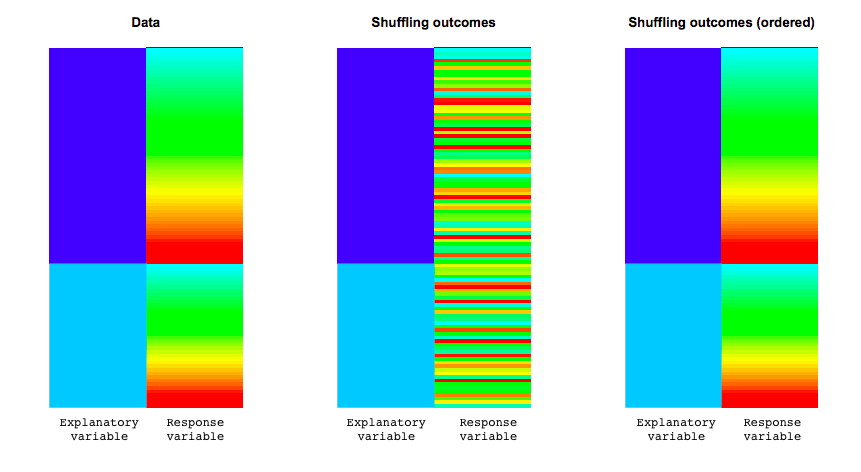 Data
Shuffling outcomes
Shuffling outcomes (ordered)
Explanatory Response
variable variable
Explanatory Response
variable variable
Explanatory Response
variable variable